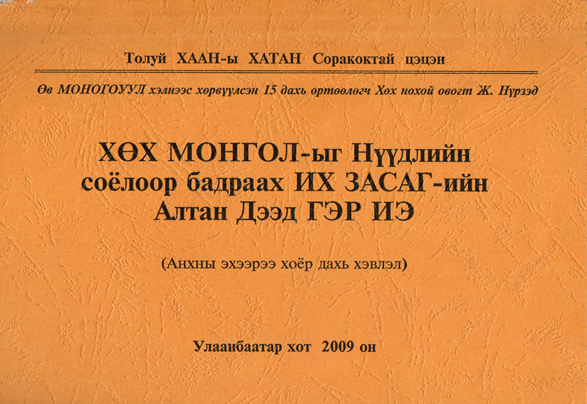 Толуй ХААН-ы ХАТАН Соракоктай цэцэн
Өв МОНОГОУУЛ хэлнээс хөрвүүлсэн 15 дахь өртөөлөгч Хөх нохой овогт Ж. Нүрзэд
ХӨХ МОНГОЛ-ыг Нүүдлийн
соёлоор бадраах ИХ ЗАСАГ-ийн
Алтан Дээд ГЭР ИЭ
(Анхны эхээрээ хоёр дахь хэвлэл)
Улаанбаатар хот 2009 он